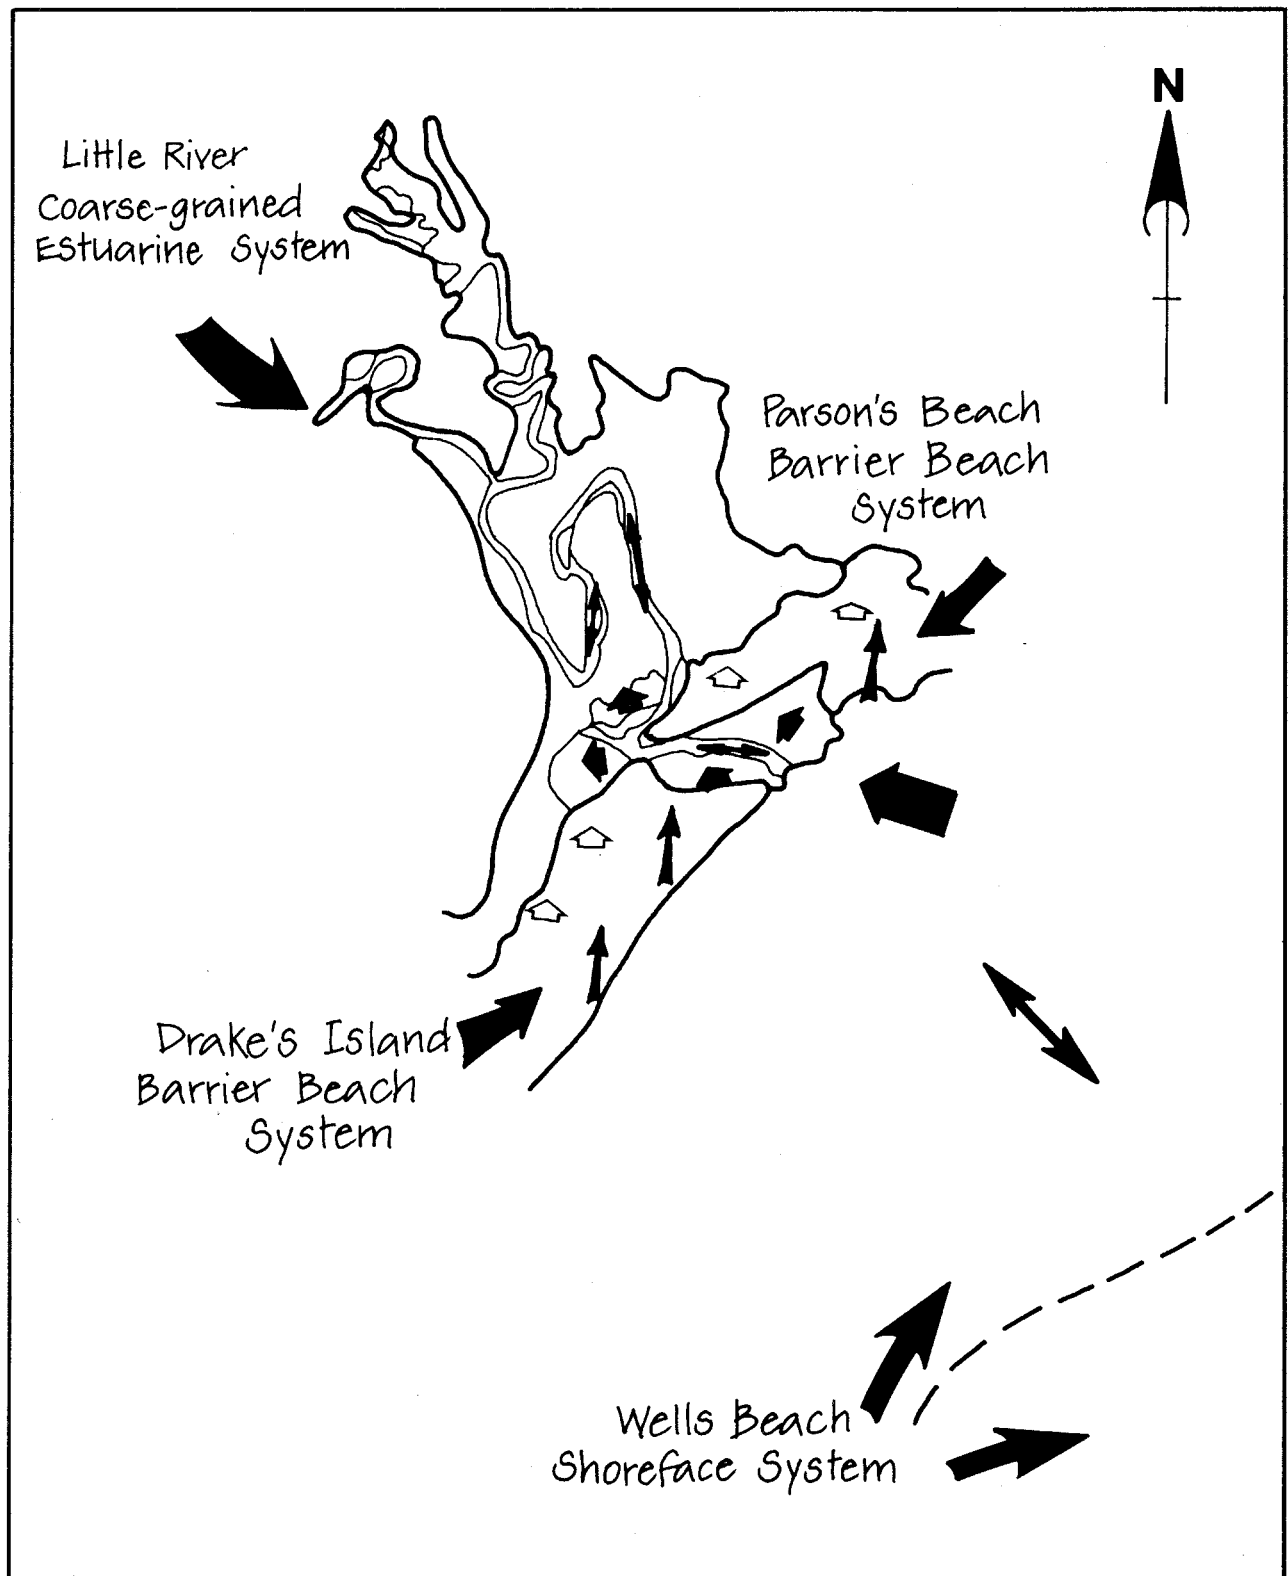 N
Little River
Coarse-grained
Estuarine System
Parson's Beach
Barrier Beach
System
Drake's Island
Barrier Beach
System
Wells Beach
Shoreface System